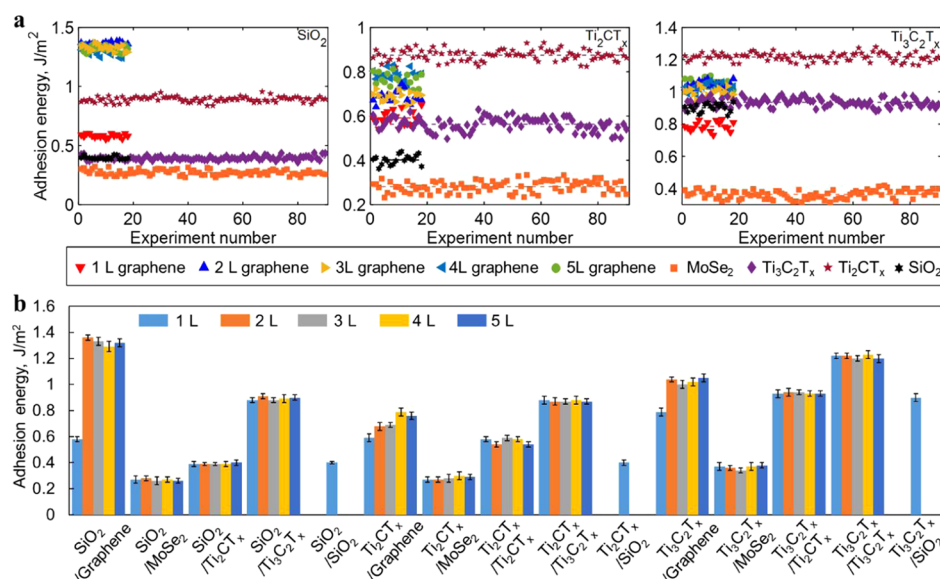 a
SiO2
Ti2CTx
Ti3C2Tx
Adhesion energy, J/m2
1.5
1
0.5
0
0 20 40 60 80
Experiment number
1
0.8
0.6
0.4
0.2
0 20 40 60 80
Experiment number
1.4
1.2
1
0.8
0.6
0.4
0 20 40 60 80
Experiment number
1 L graphene 2 L graphene 3L graphene 4L graphene 5L graphene MoSe2 Ti3C2Tx Ti2CTx SiO2
b
1 L 2 L 3 L 4 L 5 L
Adhesion energy, J/m2
1.6
1.4
1.2
1
0.8
0.6
0.4
0.2
0
SiO2
/Graphene
SiO2
/MoSe2
SiO2
/Ti2CTx
SiO2
/Ti3C2Tx
SiO2
/SiO2
Ti2CTx
/Graphene
Ti2CTx
/MoSe2
Ti2CTx
/Ti2CTx
Ti2CTx
/Ti3C2Tx
Ti2CTx
/SiO2
Ti3C2Tx
/Graphene
Ti3C2Tx
/MoSe2
Ti3C2Tx
/Ti2CTx
Ti3C2Tx
/Ti3C2Tx
Ti3C2Tx
/SiO2